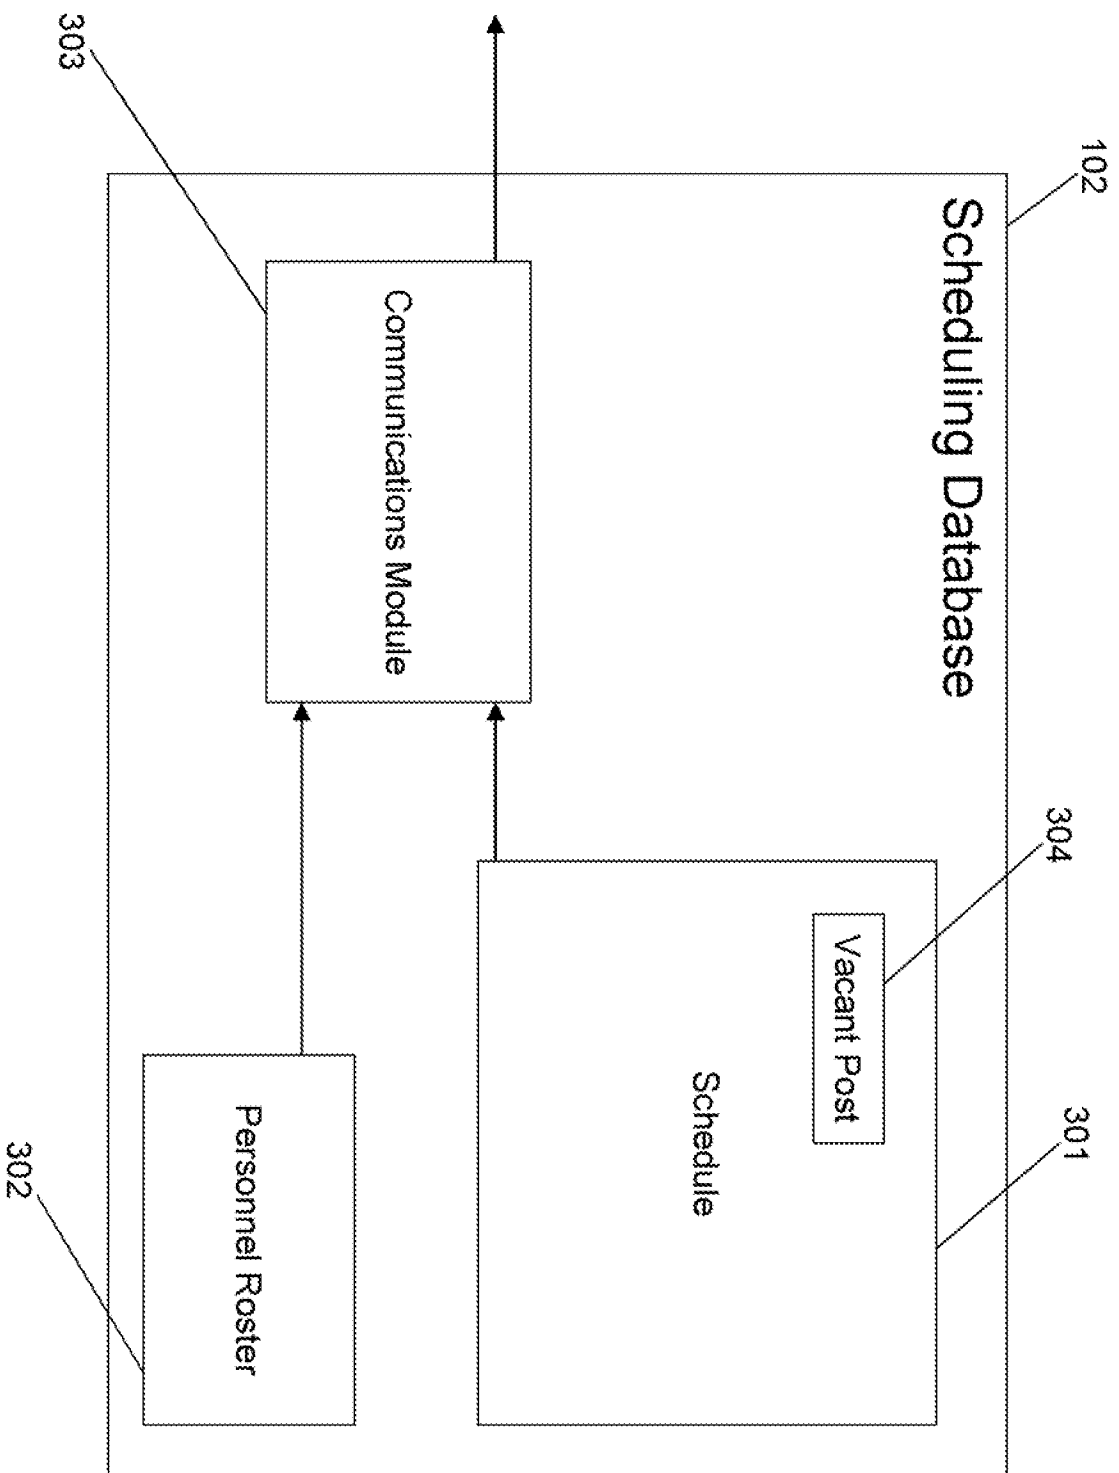 102
Scheduling Database
304
301
Vacant Post
Schedule
Communications Module
Personnel Roster
303
302